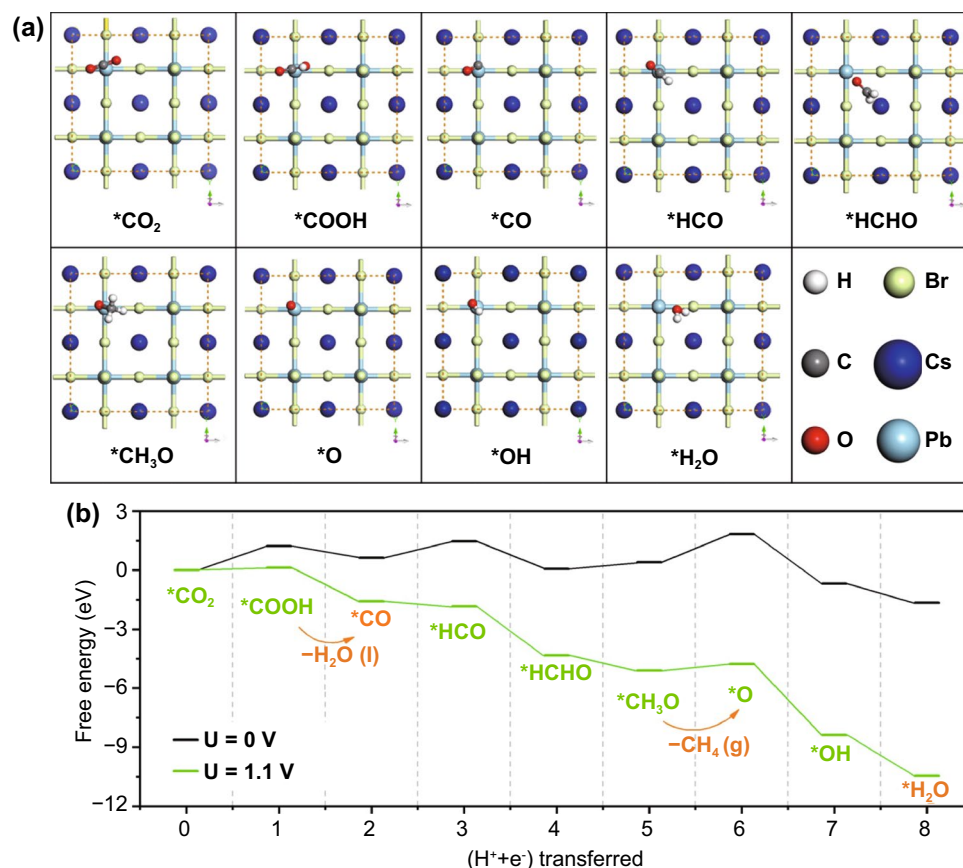 (a)
*CO₂ *COOH *CO *HCO *HCHO
*CH₃O *O *OH *H₂O
H Br
C Cs
O Pb
(b)
3
0
−3
−6
−9
−12
Free energy (eV)
*CO₂
*COOH
−H₂O (l)
*CO
*HCO
*HCHO
*CH₃O
−CH₄ (g)
*O
*OH
*H₂O
U = 0 V
U = 1.1 V
0 1 2 3 4 5 6 7 8
(H⁺+e⁻) transferred